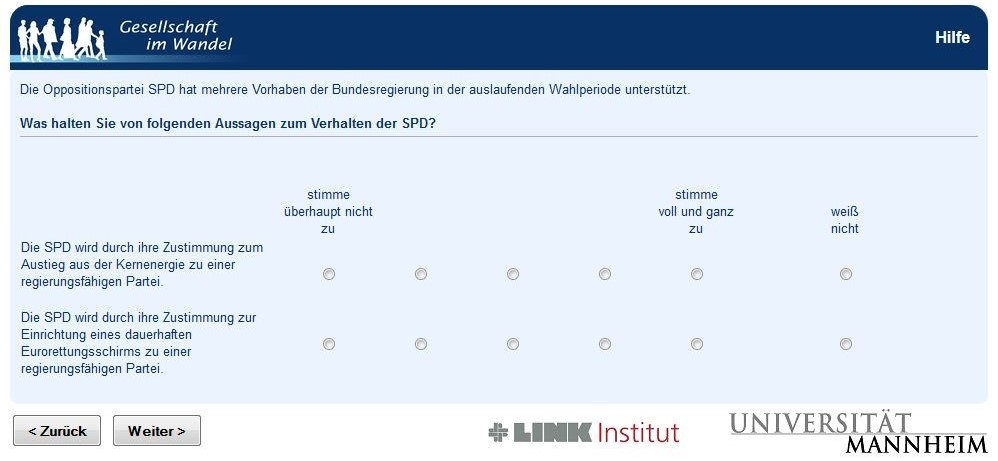 Gesellschaft
im Wandel
Hilfe
Die Oppositionspartei SPD hat mehrere Vorhaben der Bundesregierung in der auslaufenden Wahlperiode unterstützt.
Was halten Sie von folgenden Aussagen zum Verhalten der SPD?
stimme
überhaupt nicht
zu
stimme
voll und ganz
zu
weiß
nicht
Die SPD wird durch ihre Zustimmung zum
Austieg aus der Kernenergie zu einer
regierungsfähigen Partei.
Die SPD wird durch ihre Zustimmung zur
Einrichtung eines dauerhaften
Eurorettungsschirms zu einer
regierungsfähigen Partei.
< Zurück
Weiter >
LINK Institut
UNIVERSITÄT
MANNHEIM